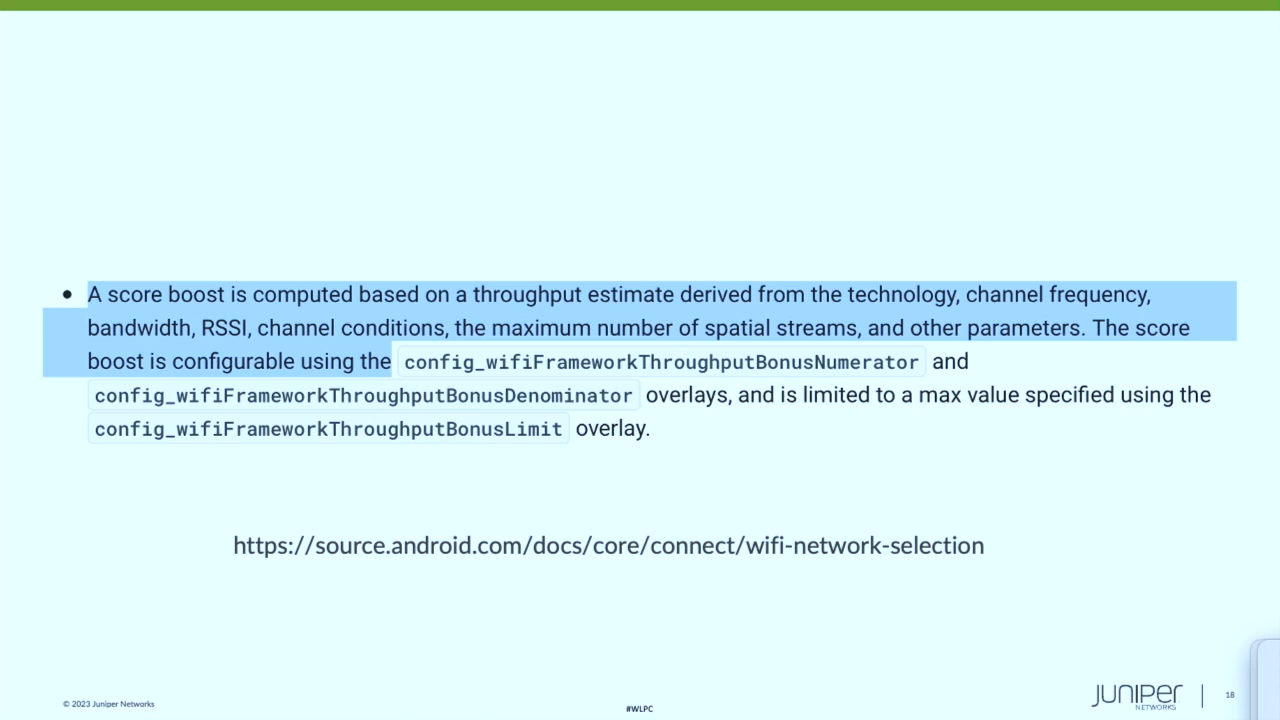 A score boost is computed based on a throughput estimate derived from the technology, channel frequency,
bandwidth, RSSI, channel conditions, the maximum number of spatial streams, and other parameters. The score
boost is configurable using the config_wifiFrameworkThroughputBonusNumerator and
config_wifiFrameworkThroughputBonusDenominator overlays, and is limited to a max value specified using the
config_wifiFrameworkThroughputBonusLimit overlay.
https://source.android.com/docs/core/connect/wifi-network-selection
© 2023 Juniper Networks
#WLPC
JUNIPER
NETWORKS
18